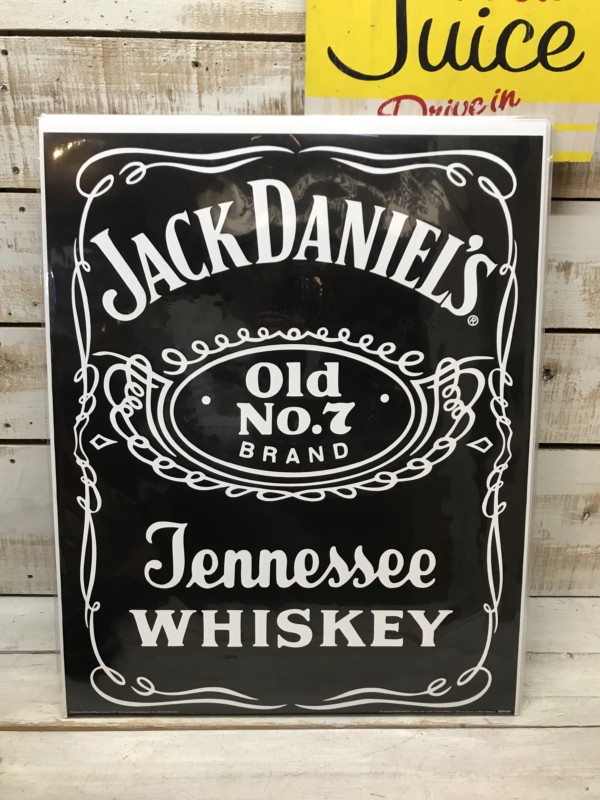 Juice
Drive in
JACK DANIEL'S®
Old
No.7
BRAND
Tennessee
WHISKEY